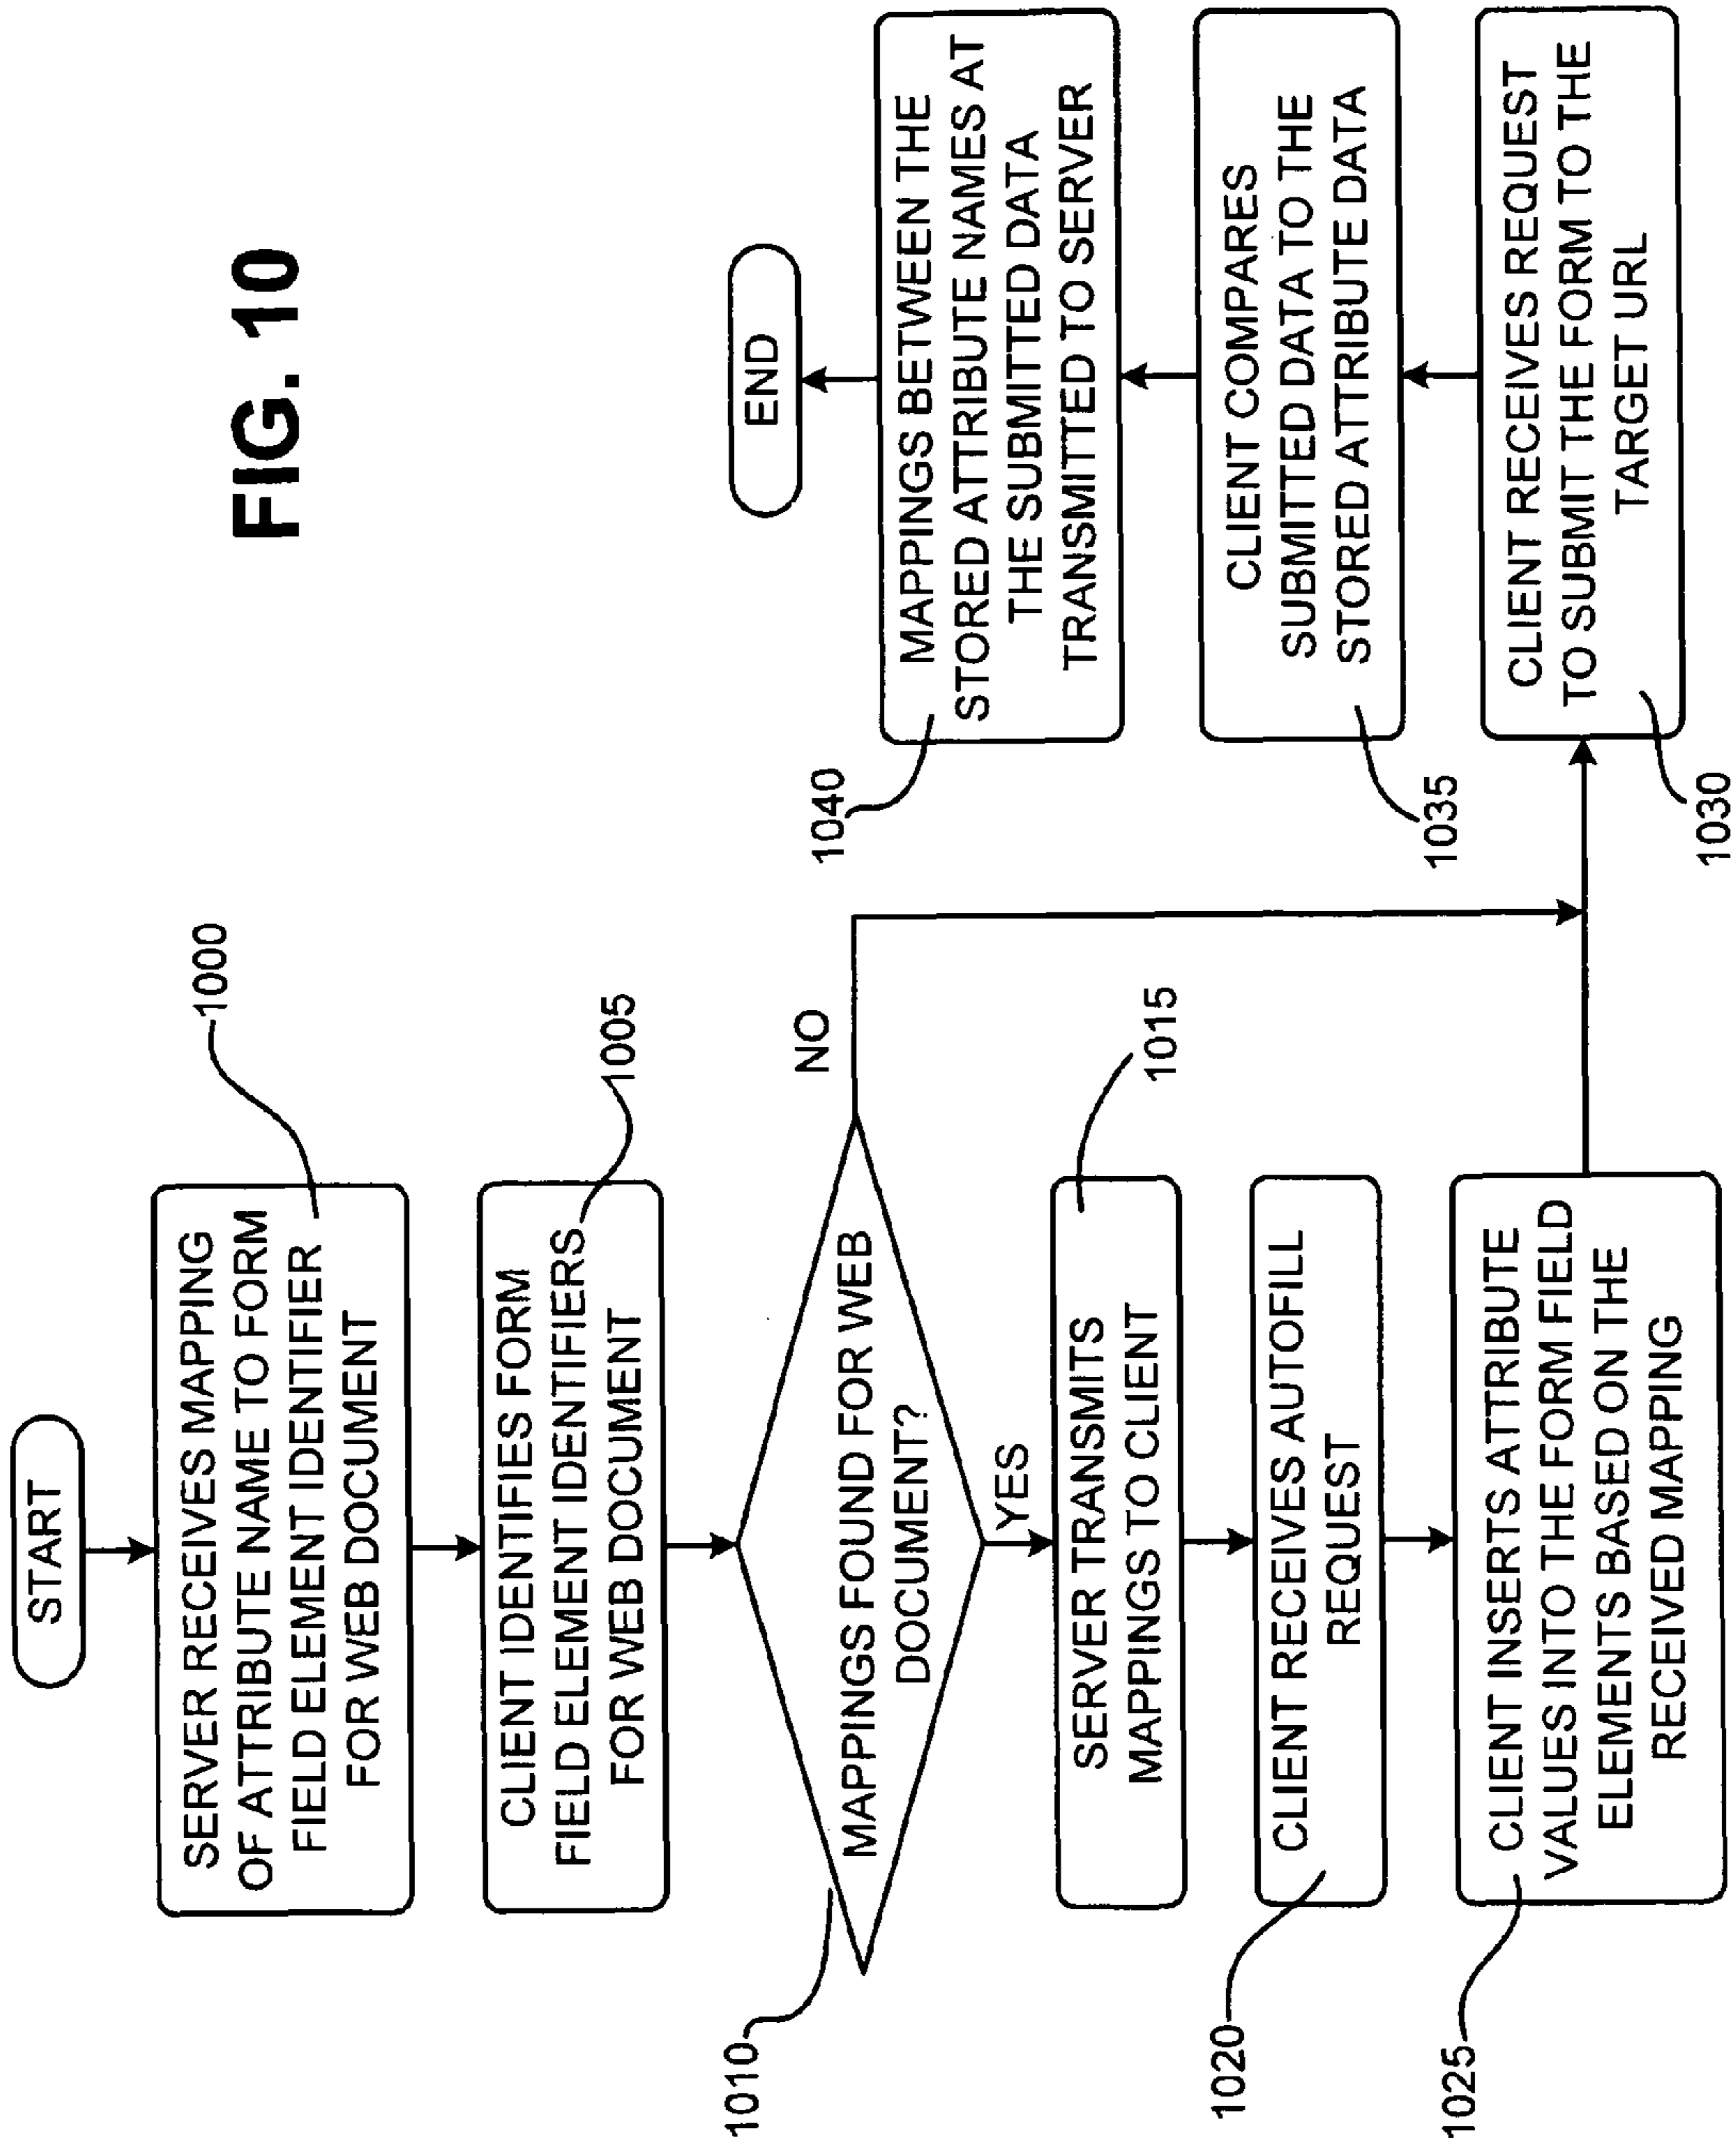 FIG. 10
START
SERVER RECEIVES MAPPING
OF ATTRIBUTE NAME TO FORM
FIELD ELEMENT IDENTIFIER
FOR WEB DOCUMENT
1000
CLIENT IDENTIFIES FORM
FIELD ELEMENT IDENTIFIERS
FOR WEB DOCUMENT
1005
MAPPINGS FOUND FOR WEB
DOCUMENT?
1010
NO
YES
SERVER TRANSMITS
MAPPINGS TO CLIENT
1015
CLIENT RECEIVES AUTOFILL
REQUEST
1020
CLIENT INSERTS ATTRIBUTE
VALUES INTO THE FORM FIELD
ELEMENTS BASED ON THE
RECEIVED MAPPING
1025
CLIENT RECEIVES REQUEST
TO SUBMIT THE FORM TO THE
TARGET URL
1030
CLIENT COMPARES
SUBMITTED DATA TO THE
STORED ATTRIBUTE DATA
1035
MAPPINGS BETWEEN THE
STORED ATTRIBUTE NAMES AT
THE SUBMITTED DATA
TRANSMITTED TO SERVER
1040
END